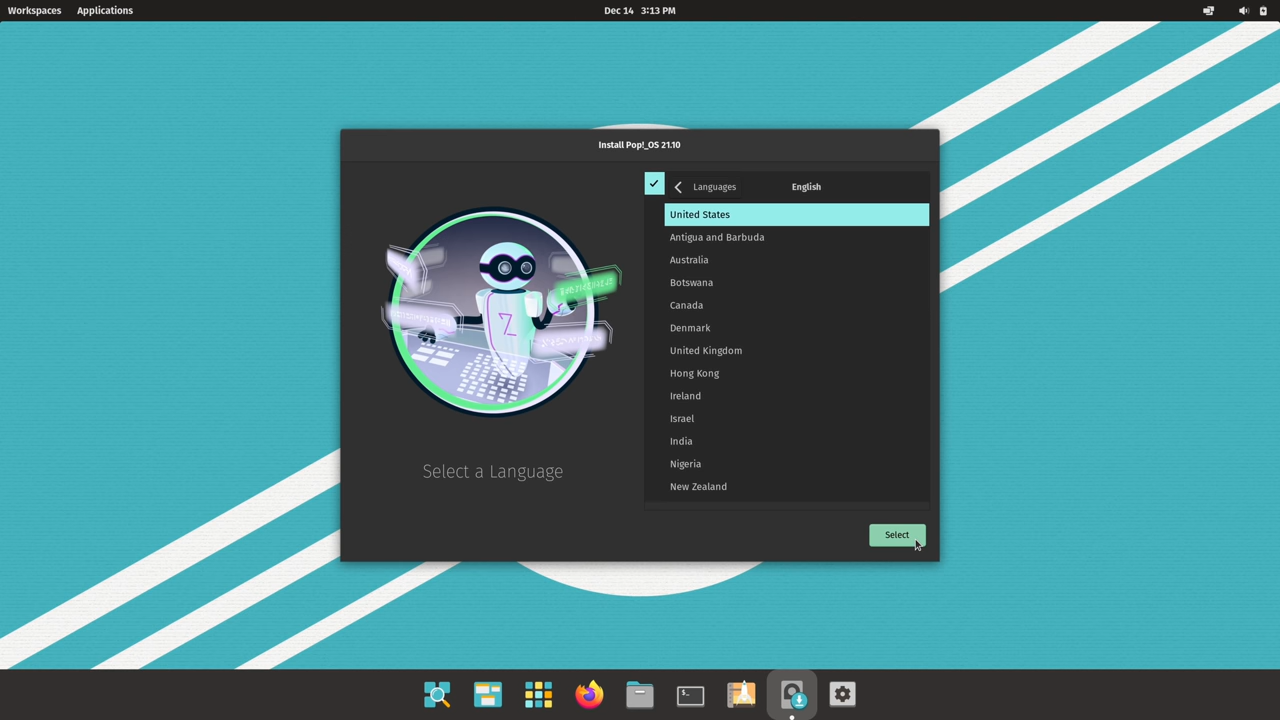 Workspaces Applications Dec 14 3:13 PM
Install Pop!_OS 21.10
Languages English
United States
Antigua and Barbuda
Australia
Botswana
Canada
Denmark
United Kingdom
Hong Kong
Ireland
Israel
India
Nigeria
New Zealand
Select a Language
Select